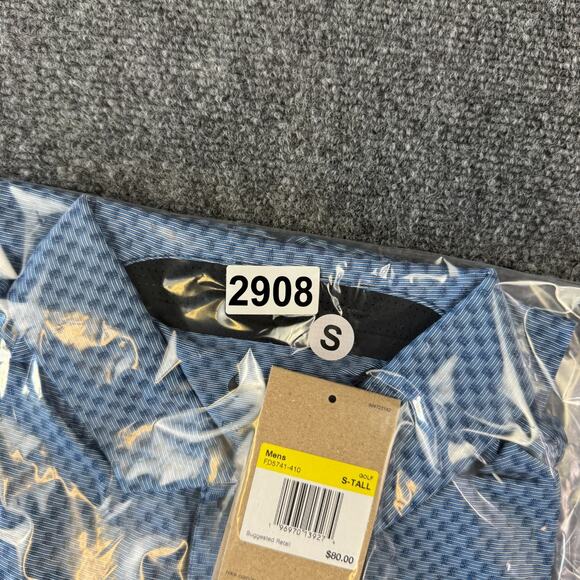 2908
S
Mens
GOLF
FD5741-410
S-TALL
Suggested Retail
$80.00